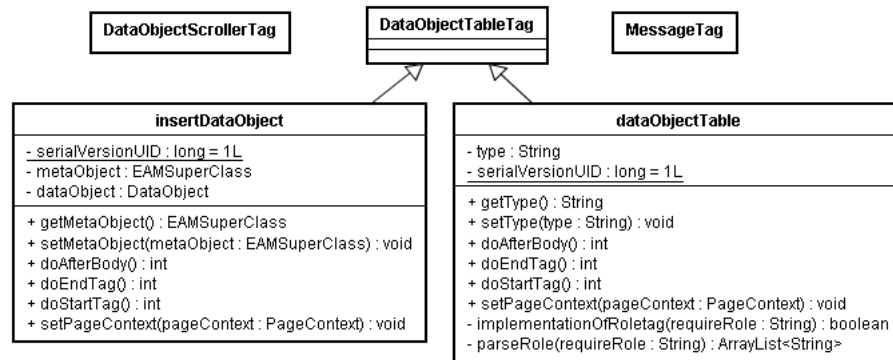 DataObjectScrollerTag
DataObjectTableTag
MessageTag
insertDataObject
- serialVersionUID : long = 1L
- metaObject : EAMSuperClass
- dataObject : DataObject
+ getMetaObject() : EAMSuperClass
+ setMetaObject(metaObject : EAMSuperClass) : void
+ doAfterBody() : int
+ doEndTag() : int
+ doStartTag() : int
+ setPageContext(pageContext : PageContext) : void
dataObjectTable
- type : String
- serialVersionUID : long = 1L
+ getType() : String
+ setType(type : String) : void
+ doAfterBody() : int
+ doEndTag() : int
+ doStartTag() : int
+ setPageContext(pageContext : PageContext) : void
- implementationOfRoletag(requireRole : String) : boolean
- parseRole(requireRole : String) : ArrayList<String>